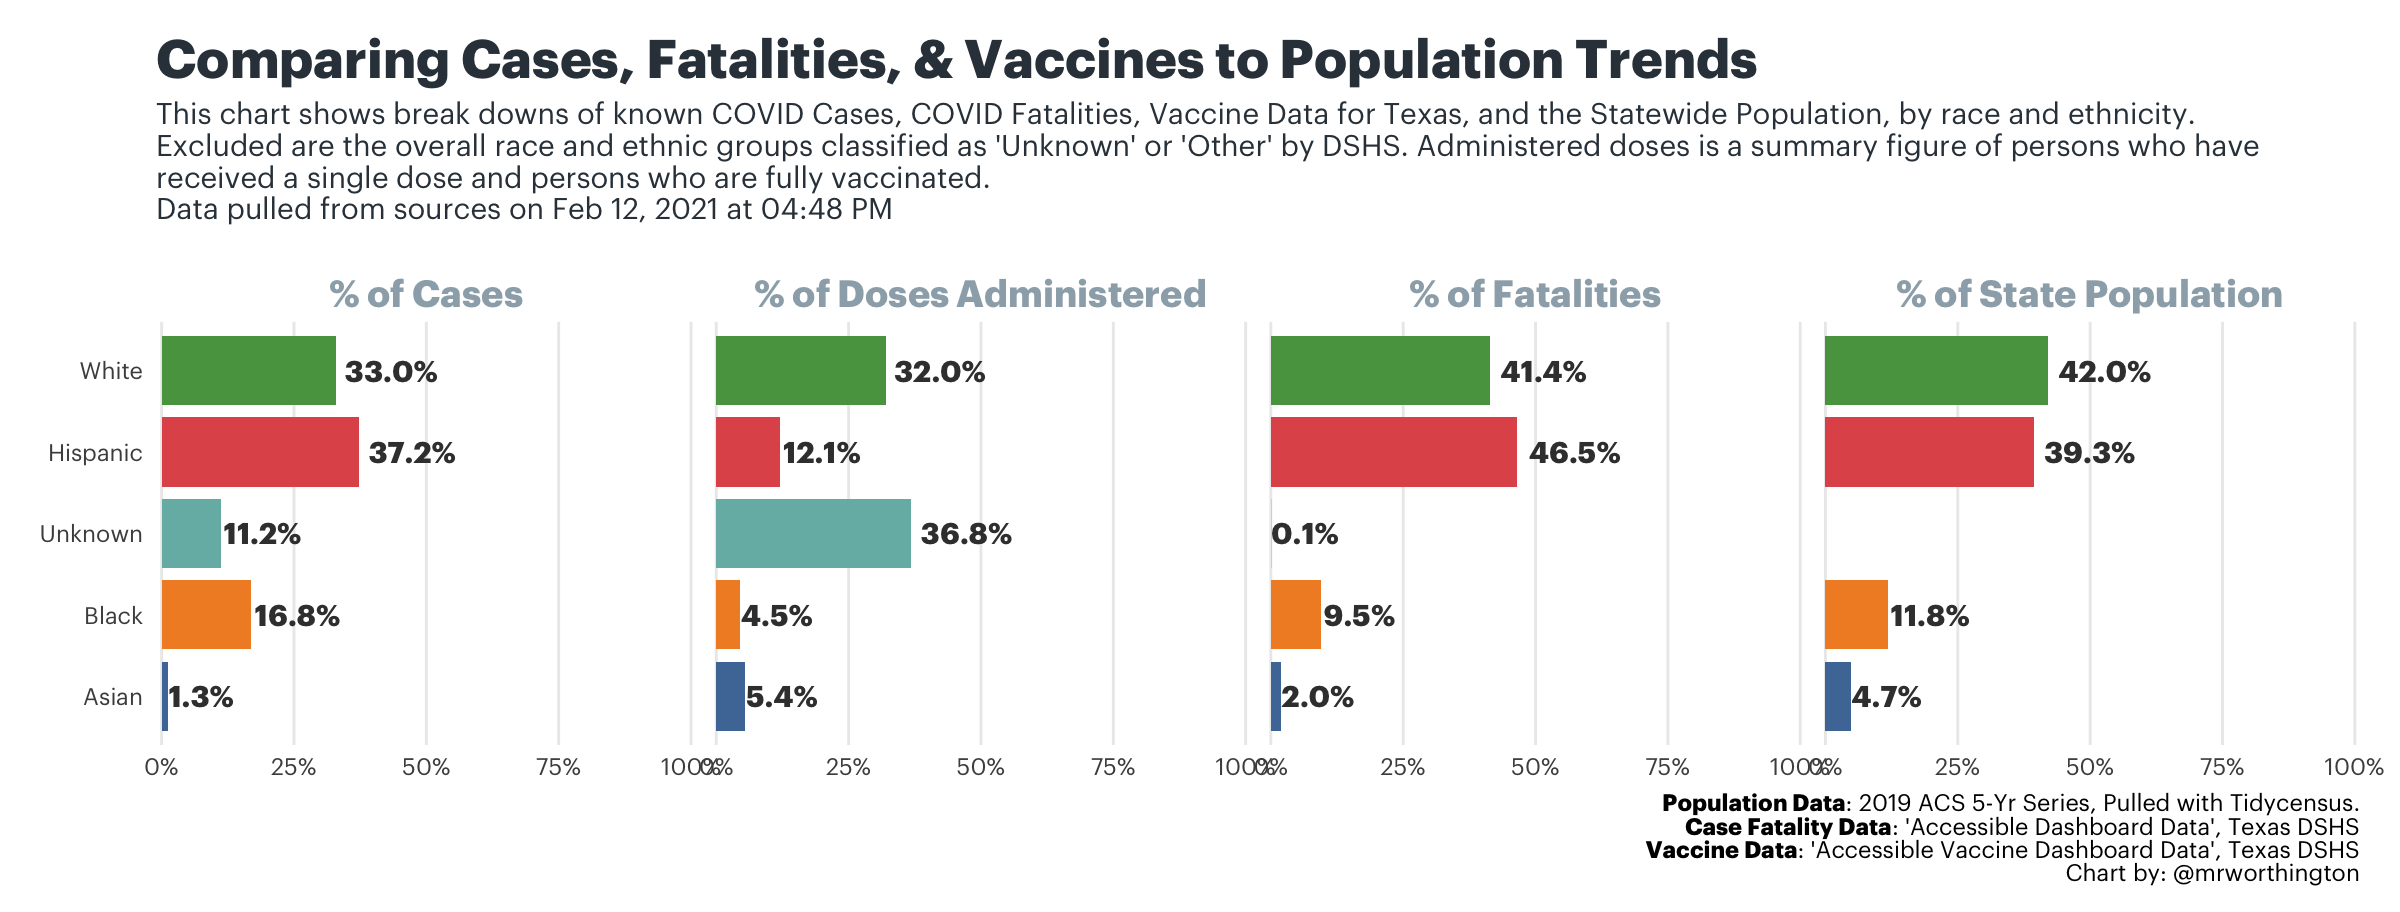 Comparing Cases, Fatalities, & Vaccines to Population Trends
This chart shows break downs of known COVID Cases, COVID Fatalities, Vaccine Data for Texas, and the Statewide Population, by race and ethnicity.
Excluded are the overall race and ethnic groups classified as 'Unknown' or 'Other' by DSHS. Administered doses is a summary figure of persons who have
received a single dose and persons who are fully vaccinated.
Data pulled from sources on Feb 12, 2021 at 04:48 PM
% of Cases % of Doses Administered % of Fatalities % of State Population
White 33.0% 32.0% 41.4% 42.0%
Hispanic 37.2% 12.1% 46.5% 39.3%
Unknown 11.2% 36.8% 0.1%
Black 16.8% 4.5% 9.5% 11.8%
Asian 1.3% 5.4% 2.0% 4.7%
0% 25% 50% 75% 100% 0% 25% 50% 75% 100% 0% 25% 50% 75% 100% 0% 25% 50% 75% 100%
Population Data: 2019 ACS 5-Yr Series, Pulled with Tidycensus.
Case Fatality Data: 'Accessible Dashboard Data', Texas DSHS
Vaccine Data: 'Accessible Vaccine Dashboard Data', Texas DSHS
Chart by: @mrworthington